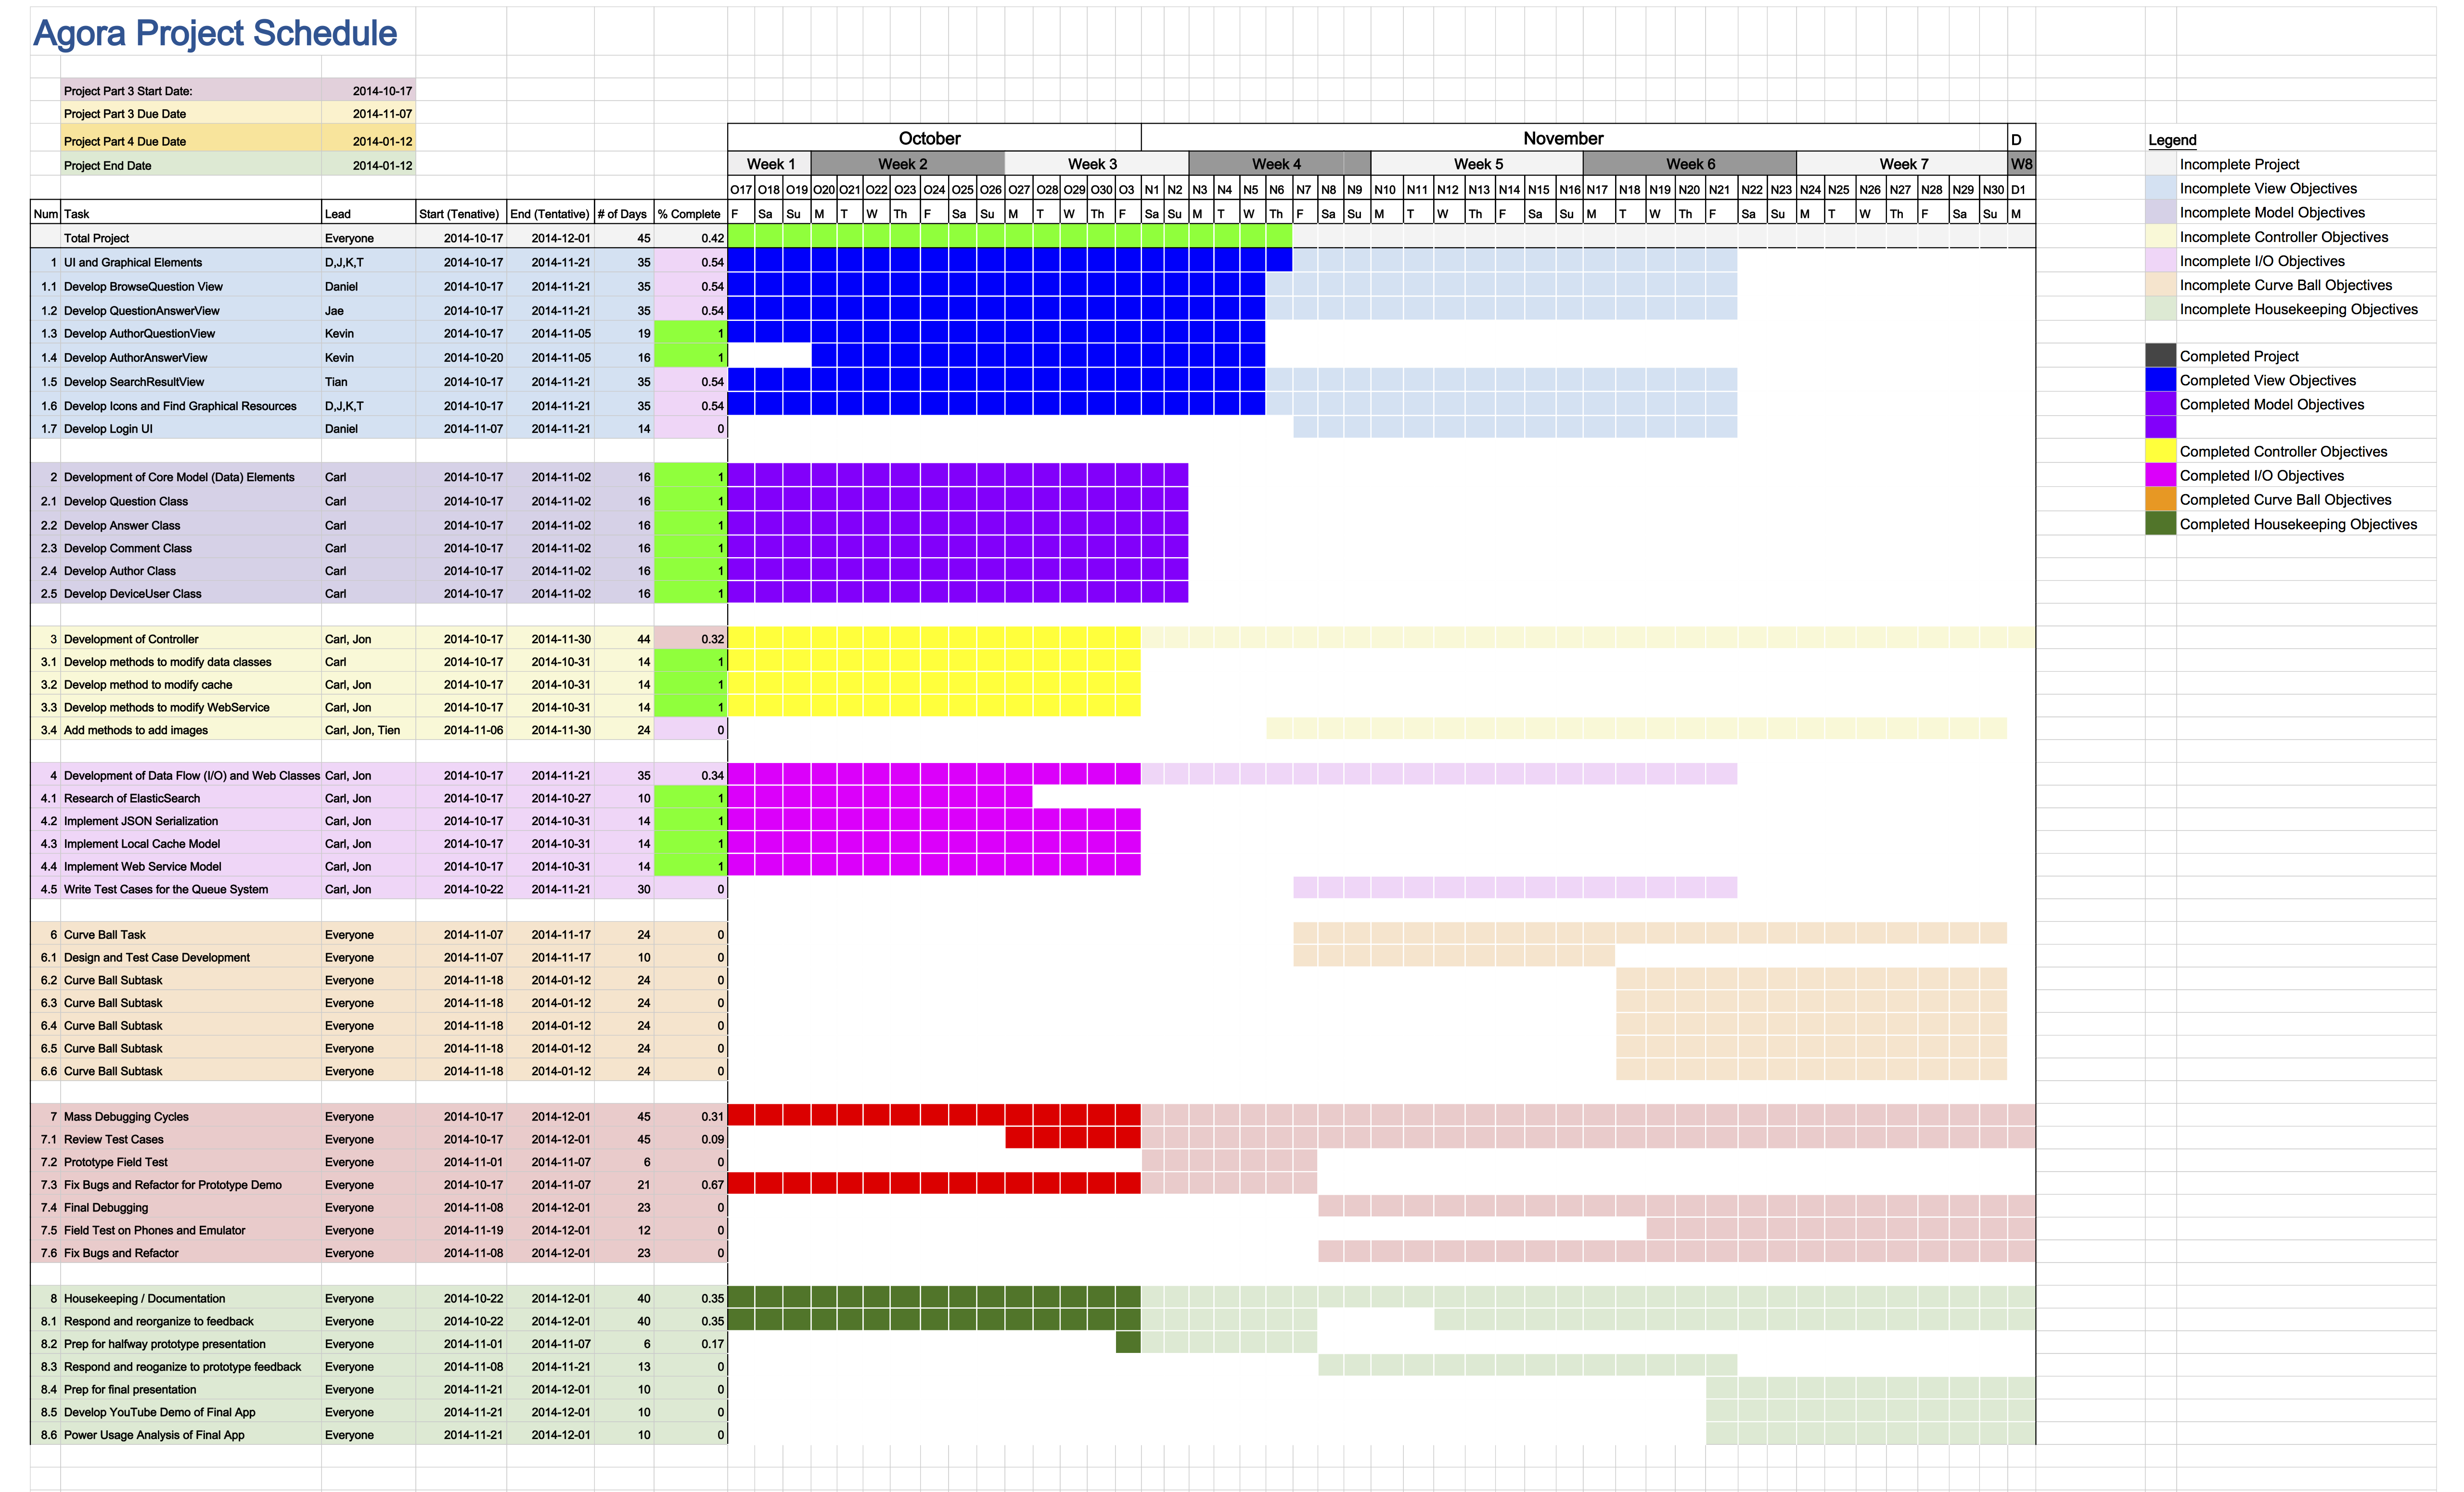 Agora Project Schedule
Project Part 3 Start Date: 2014-10-17
Project Part 3 Due Date 2014-11-07
Project Part 4 Due Date 2014-01-12
Project End Date 2014-01-12
October November D
Week 1 Week 2 Week 3 Week 4 Week 5 Week 6 Week 7 W8
O17 O18 O19 O20 O21 O22 O23 O24 O25 O26 O27 O28 O29 O30 O3 N1 N2 N3 N4 N5 N6 N7 N8 N9 N10 N11 N12 N13 N14 N15 N16 N17 N18 N19 N20 N21 N22 N23 N24 N25 N26 N27 N28 N29 N30 D1
Num Task Lead Start (Tenative) End (Tentative) # of Days % Complete F Sa Su M T W Th F Sa Su M T W Th F Sa Su M T W Th F Sa Su M T W Th F Sa Su M T W Th F Sa Su M T W Th F Sa Su M
Total Project Everyone 2014-10-17 2014-12-01 45 0.42
1 UI and Graphical Elements D,J,K,T 2014-10-17 2014-11-21 35 0.54
1.1 Develop BrowseQuestion View Daniel 2014-10-17 2014-11-21 35 0.54
1.2 Develop QuestionAnswerView Jae 2014-10-17 2014-11-21 35 0.54
1.3 Develop AuthorQuestionView Kevin 2014-10-17 2014-11-05 19 1
1.4 Develop AuthorAnswerView Kevin 2014-10-20 2014-11-05 16 1
1.5 Develop SearchResultView Tian 2014-10-17 2014-11-21 35 0.54
1.6 Develop Icons and Find Graphical Resources D,J,K,T 2014-10-17 2014-11-21 35 0.54
1.7 Develop Login UI Daniel 2014-11-07 2014-11-21 14 0
2 Development of Core Model (Data) Elements Carl 2014-10-17 2014-11-02 16 1
2.1 Develop Question Class Carl 2014-10-17 2014-11-02 16 1
2.2 Develop Answer Class Carl 2014-10-17 2014-11-02 16 1
2.3 Develop Comment Class Carl 2014-10-17 2014-11-02 16 1
2.4 Develop Author Class Carl 2014-10-17 2014-11-02 16 1
2.5 Develop DeviceUser Class Carl 2014-10-17 2014-11-02 16 1
3 Development of Controller Carl, Jon 2014-10-17 2014-11-30 44 0.32
3.1 Develop methods to modify data classes Carl 2014-10-17 2014-10-31 14 1
3.2 Develop method to modify cache Carl, Jon 2014-10-17 2014-10-31 14 1
3.3 Develop methods to modify WebService Carl, Jon 2014-10-17 2014-10-31 14 1
3.4 Add methods to add images Carl, Jon, Tien 2014-11-06 2014-11-30 24 0
4 Development of Data Flow (I/O) and Web Classes Carl, Jon 2014-10-17 2014-11-21 35 0.34
4.1 Research of ElasticSearch Carl, Jon 2014-10-17 2014-10-27 10 1
4.2 Implement JSON Serialization Carl, Jon 2014-10-17 2014-10-31 14 1
4.3 Implement Local Cache Model Carl, Jon 2014-10-17 2014-10-31 14 1
4.4 Implement Web Service Model Carl, Jon 2014-10-17 2014-10-31 14 1
4.5 Write Test Cases for the Queue System Carl, Jon 2014-10-22 2014-11-21 30 0
6 Curve Ball Task Everyone 2014-11-07 2014-11-17 24 0
6.1 Design and Test Case Development Everyone 2014-11-07 2014-11-17 10 0
6.2 Curve Ball Subtask Everyone 2014-11-18 2014-01-12 24 0
6.3 Curve Ball Subtask Everyone 2014-11-18 2014-01-12 24 0
6.4 Curve Ball Subtask Everyone 2014-11-18 2014-01-12 24 0
6.5 Curve Ball Subtask Everyone 2014-11-18 2014-01-12 24 0
6.6 Curve Ball Subtask Everyone 2014-11-18 2014-01-12 24 0
7 Mass Debugging Cycles Everyone 2014-10-17 2014-12-01 45 0.31
7.1 Review Test Cases Everyone 2014-10-17 2014-12-01 45 0.09
7.2 Prototype Field Test Everyone 2014-11-01 2014-11-07 6 0
7.3 Fix Bugs and Refactor for Prototype Demo Everyone 2014-10-17 2014-11-07 21 0.67
7.4 Final Debugging Everyone 2014-11-08 2014-12-01 23 0
7.5 Field Test on Phones and Emulator Everyone 2014-11-19 2014-12-01 12 0
7.6 Fix Bugs and Refactor Everyone 2014-11-08 2014-12-01 23 0
8 Housekeeping / Documentation Everyone 2014-10-22 2014-12-01 40 0.35
8.1 Respond and reorganize to feedback Everyone 2014-10-22 2014-12-01 40 0.35
8.2 Prep for halfway prototype presentation Everyone 2014-11-01 2014-11-07 6 0.17
8.3 Respond and reoganize to prototype feedback Everyone 2014-11-08 2014-11-21 13 0
8.4 Prep for final presentation Everyone 2014-11-21 2014-12-01 10 0
8.5 Develop YouTube Demo of Final App Everyone 2014-11-21 2014-12-01 10 0
8.6 Power Usage Analysis of Final App Everyone 2014-11-21 2014-12-01 10 0
Legend
Incomplete Project
Incomplete View Objectives
Incomplete Model Objectives
Incomplete Controller Objectives
Incomplete I/O Objectives
Incomplete Curve Ball Objectives
Incomplete Housekeeping Objectives
Completed Project
Completed View Objectives
Completed Model Objectives
Completed Controller Objectives
Completed I/O Objectives
Completed Curve Ball Objectives
Completed Housekeeping Objectives